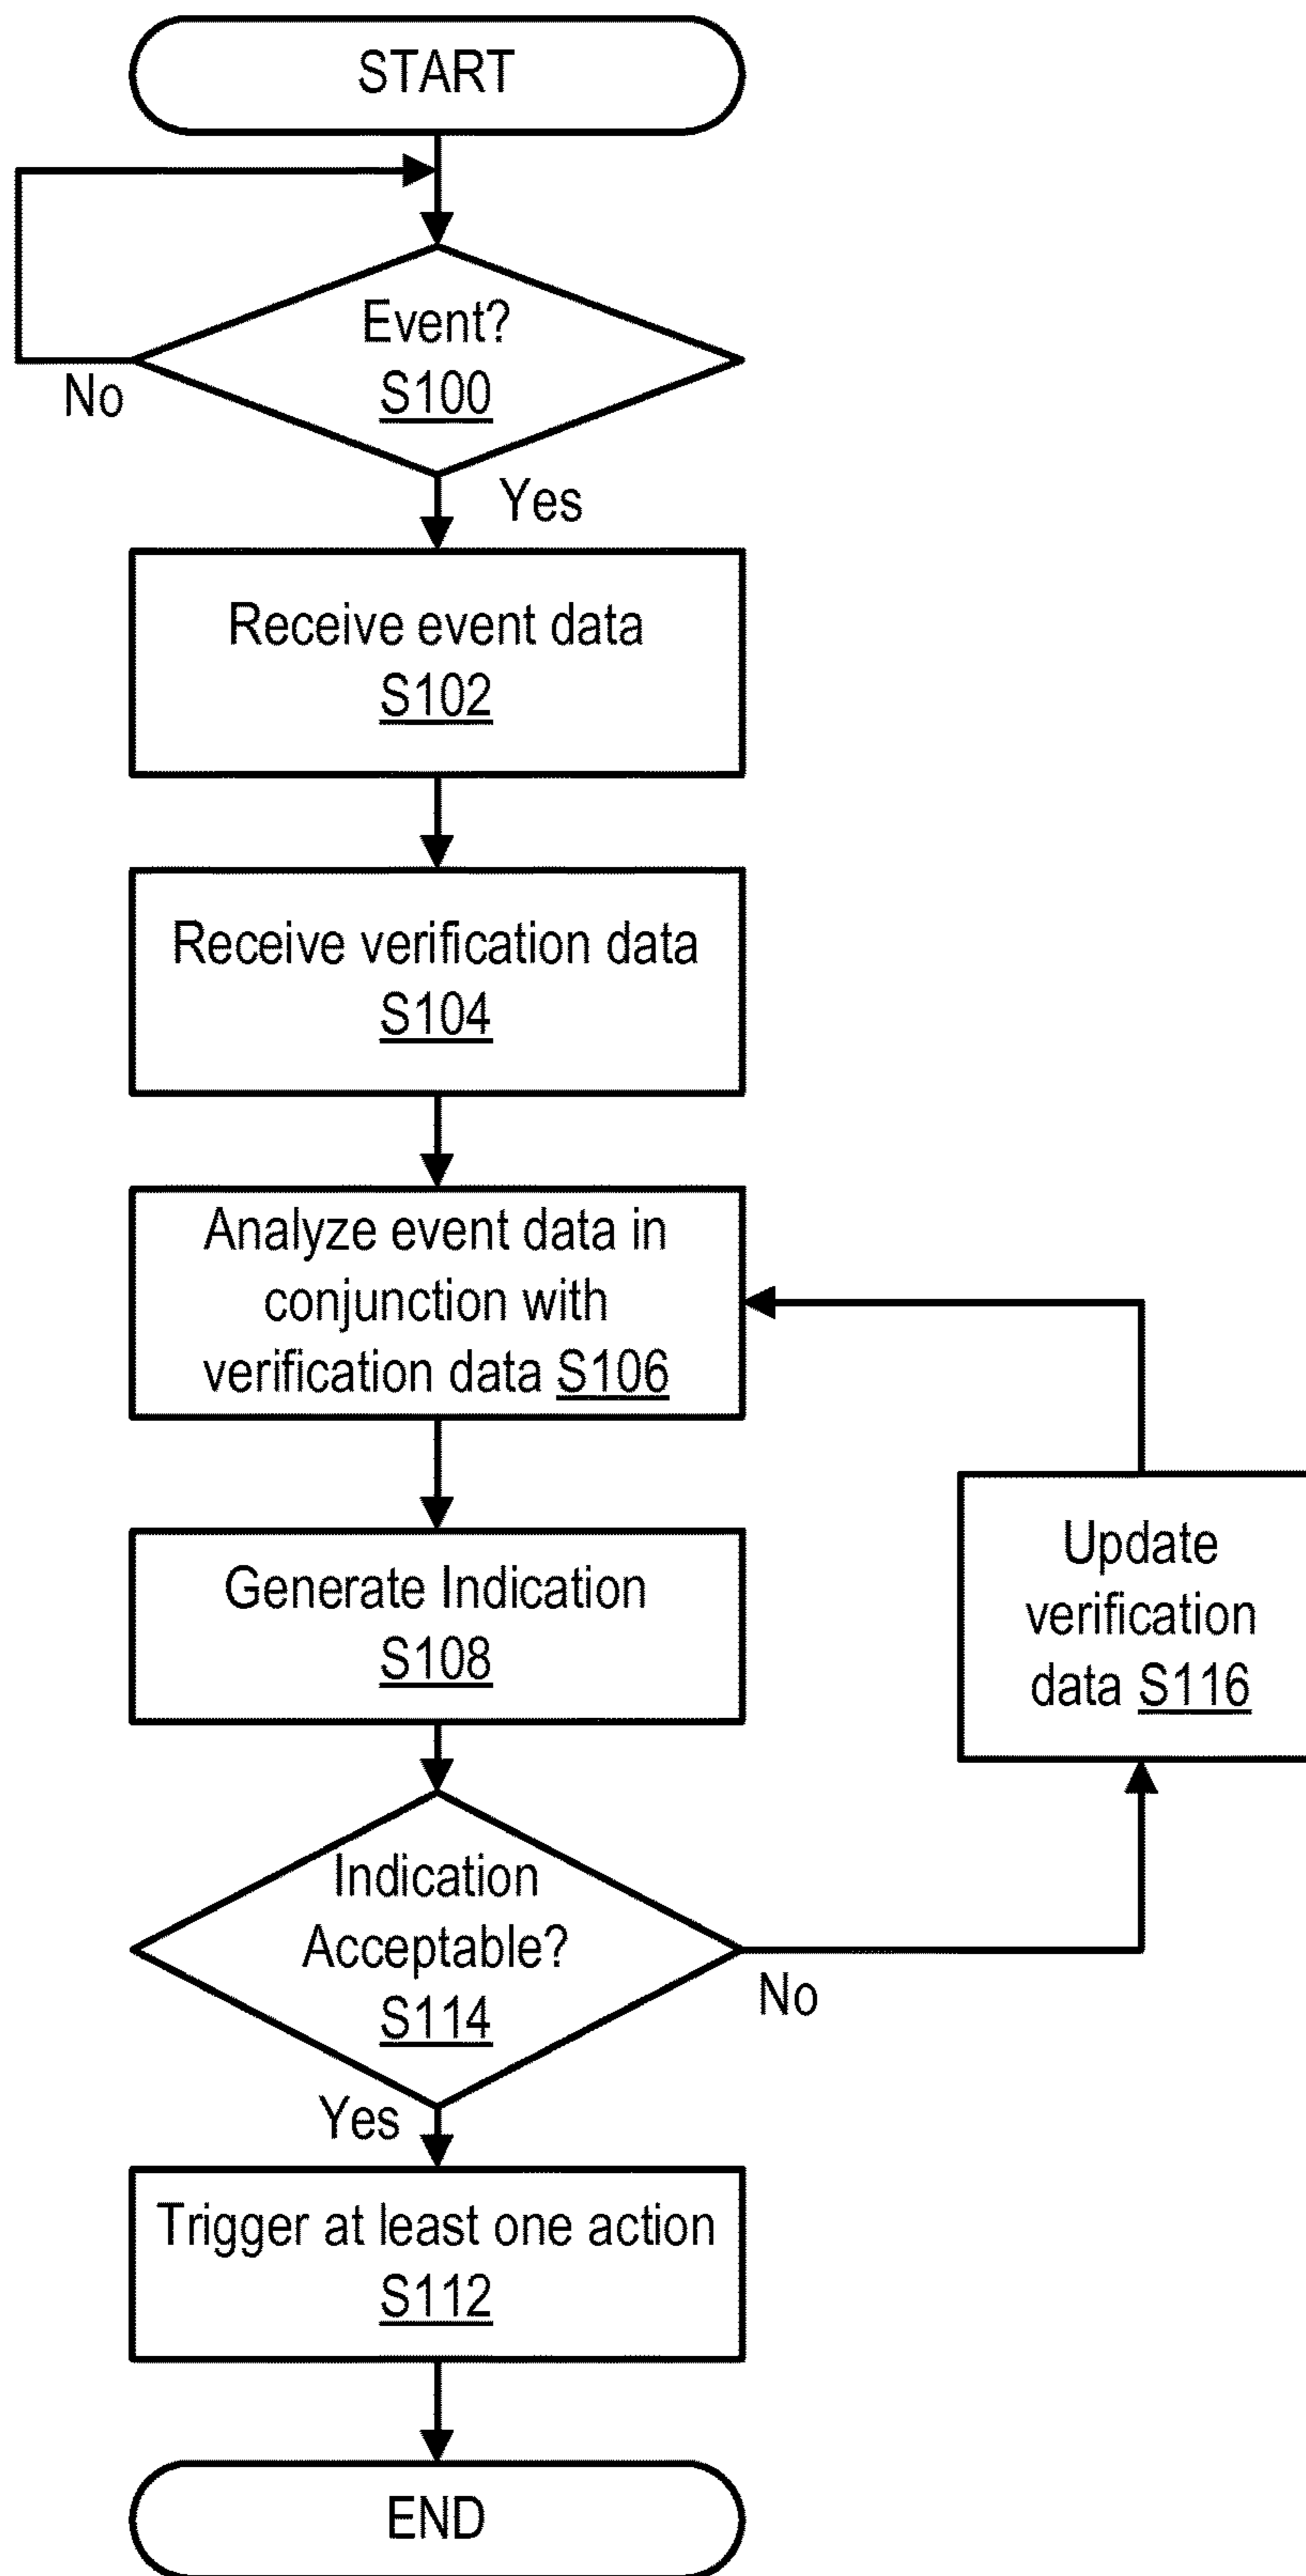 START
Event?
S100
No
Yes
Receive event data
S102
Receive verification data
S104
Analyze event data in
conjunction with
verification data S106
Generate Indication
S108
Update
verification
data S116
Indication
Acceptable?
S114
No
Yes
Trigger at least one action
S112
END